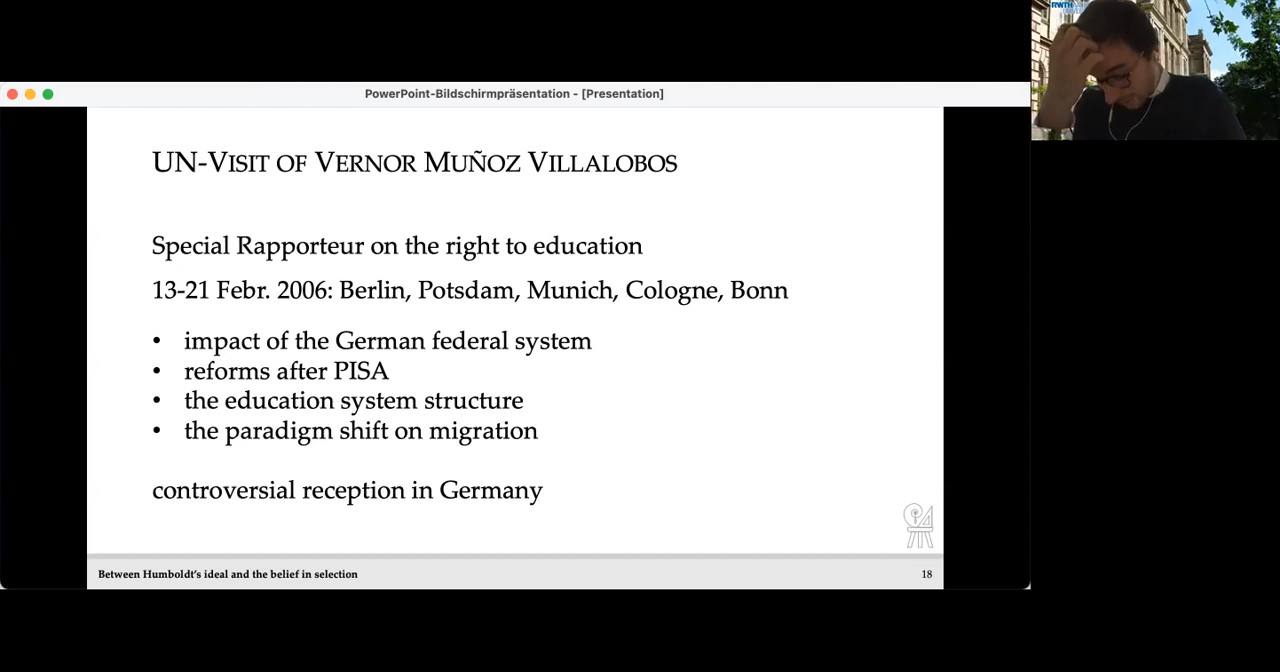 RWTH
PowerPoint-Bildschirmpräsentation - [Presentation]
UN-VISIT OF VERNOR MUÑOZ VILLALOBOS
Special Rapporteur on the right to education
13-21 Febr. 2006: Berlin, Potsdam, Munich, Cologne, Bonn
• impact of the German federal system
• reforms after PISA
• the education system structure
• the paradigm shift on migration
controversial reception in Germany
Between Humboldt's ideal and the belief in selection
18